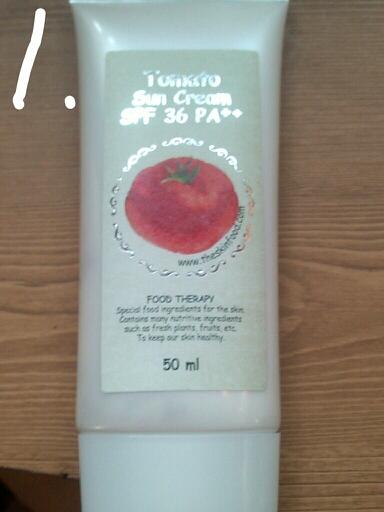 1.
Tomato
Sun Cream
SPF 36 PA++
www.theskinfood.com
FOOD THERAPY
Special food ingredients for the skin.
Contains many nutritive ingredients
such as fresh plants, fruits, etc.
To keep our skin healthy.
50 ml